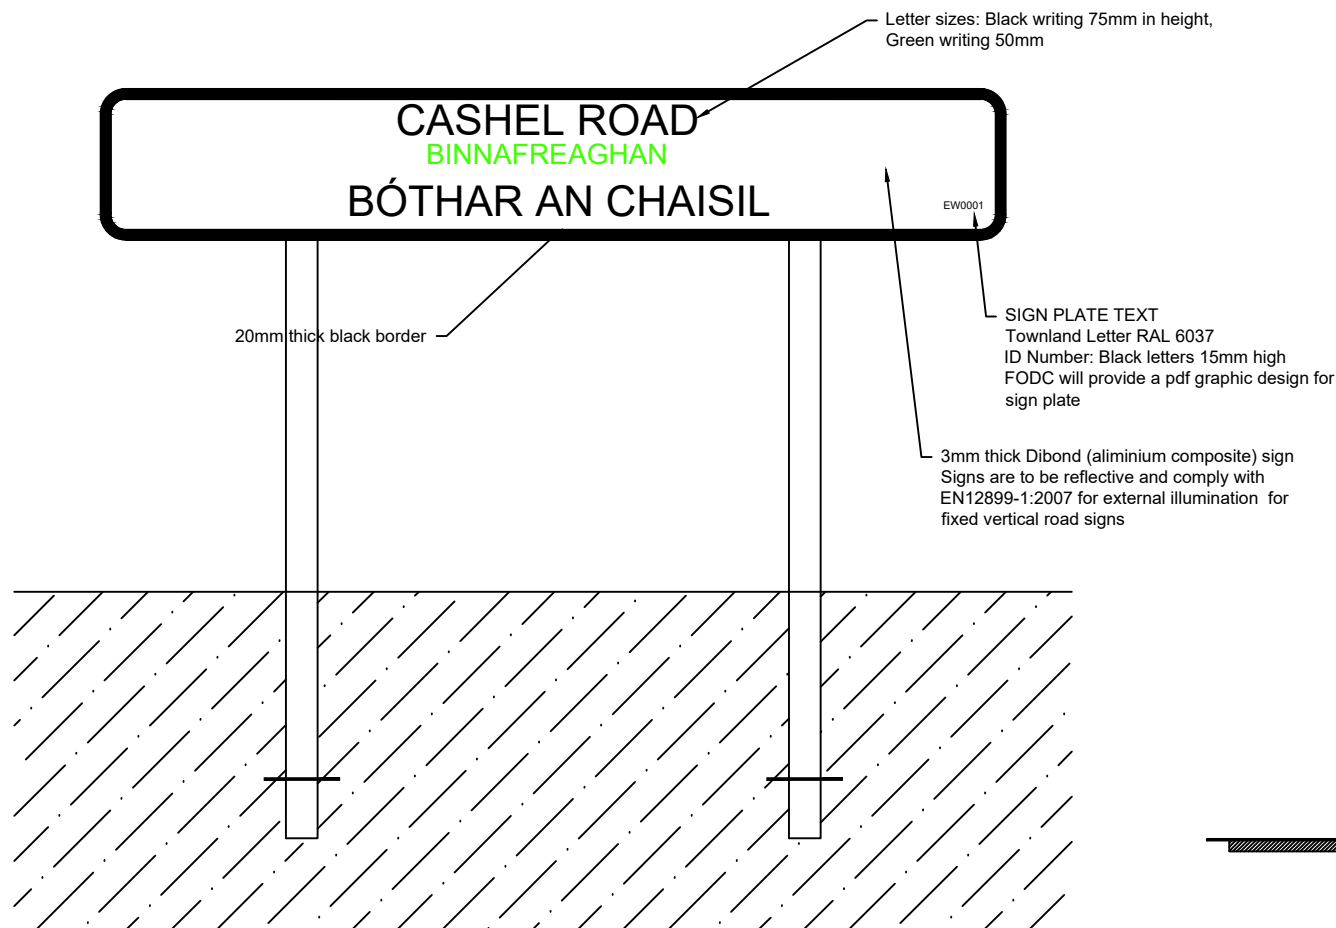 Letter sizes: Black writing 75mm in height,
Green writing 50mm
CASHEL ROAD
BINNAFREAGHAN
BÓTHAR AN CHAISIL
EW0001
20mm thick black border
SIGN PLATE TEXT
Townland Letter RAL 6037
ID Number: Black letters 15mm high
FODC will provide a pdf graphic design for
sign plate
3mm thick Dibond (aliminium composite) sign
Signs are to be reflective and comply with
EN12899-1:2007 for external illumination for
fixed vertical road signs